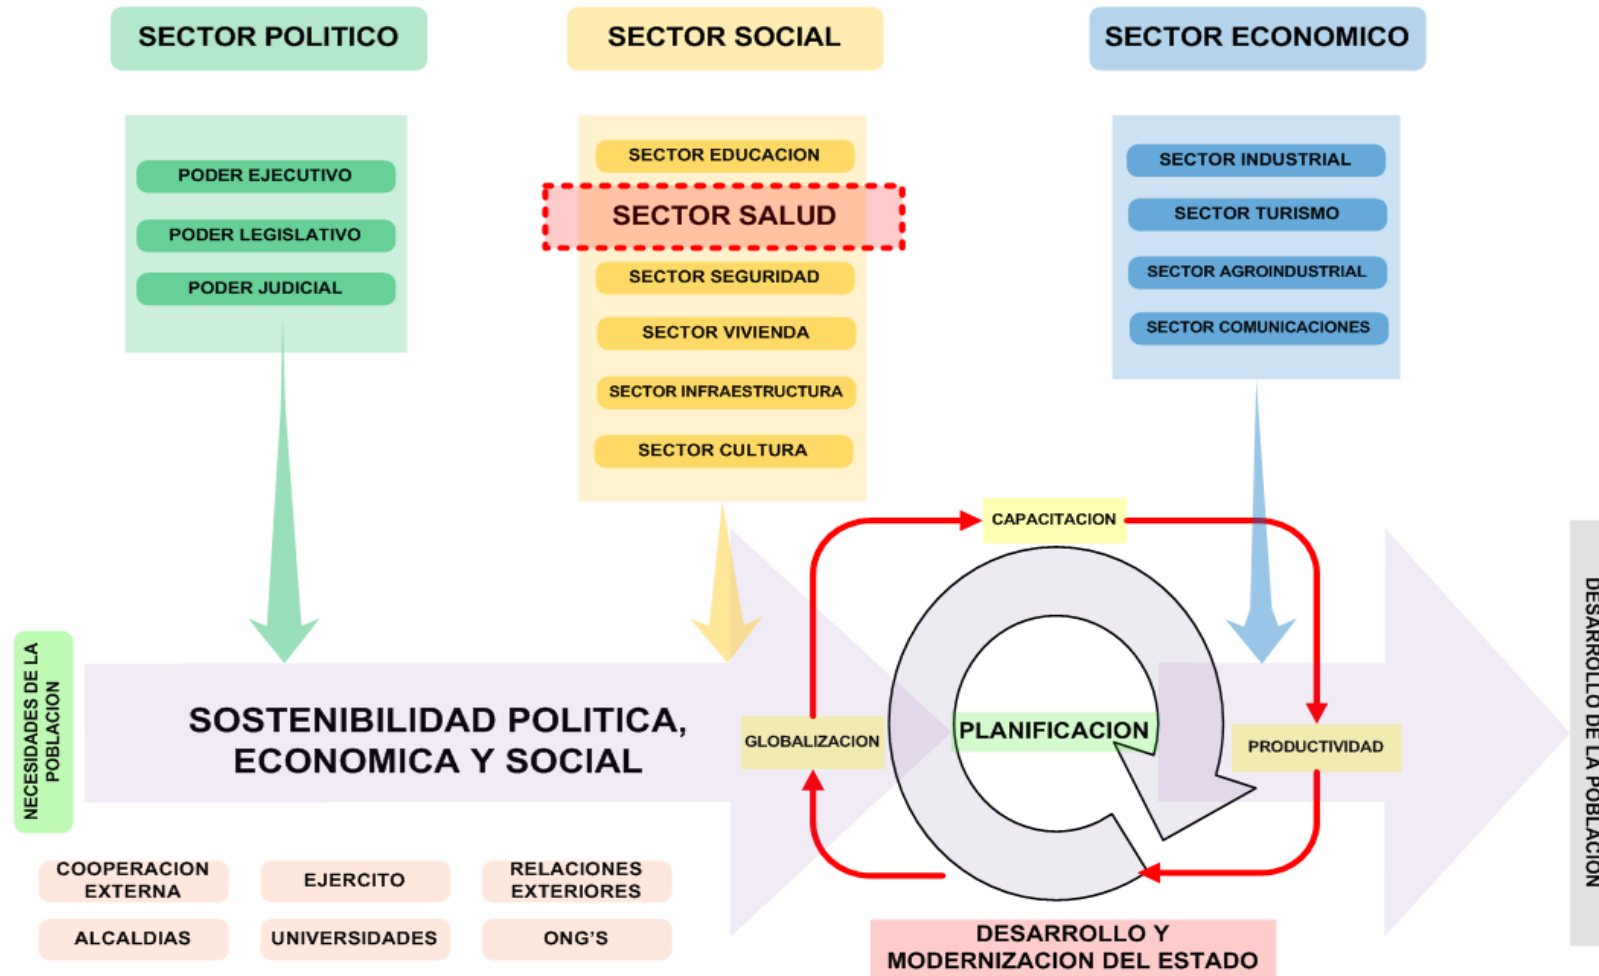 SECTOR POLITICO
SECTOR SOCIAL
SECTOR ECONOMICO
PODER EJECUTIVO
PODER LEGISLATIVO
PODER JUDICIAL
SECTOR EDUCACION
SECTOR SALUD
SECTOR SEGURIDAD
SECTOR VIVIENDA
SECTOR INFRAESTRUCTURA
SECTOR CULTURA
SECTOR INDUSTRIAL
SECTOR TURISMO
SECTOR AGROINDUSTRIAL
SECTOR COMUNICACIONES
NECESIDADES DE LA
POBLACION
SOSTENIBILIDAD POLITICA,
ECONOMICA Y SOCIAL
CAPACITACION
GLOBALIZACION
PLANIFICACION
PRODUCTIVIDAD
DESARROLLO DE LA POBLACION
COOPERACION
EXTERNA
EJERCITO
RELACIONES
EXTERIORES
ALCALDIAS
UNIVERSIDADES
ONG'S
DESARROLLO Y
MODERNIZACION DEL ESTADO